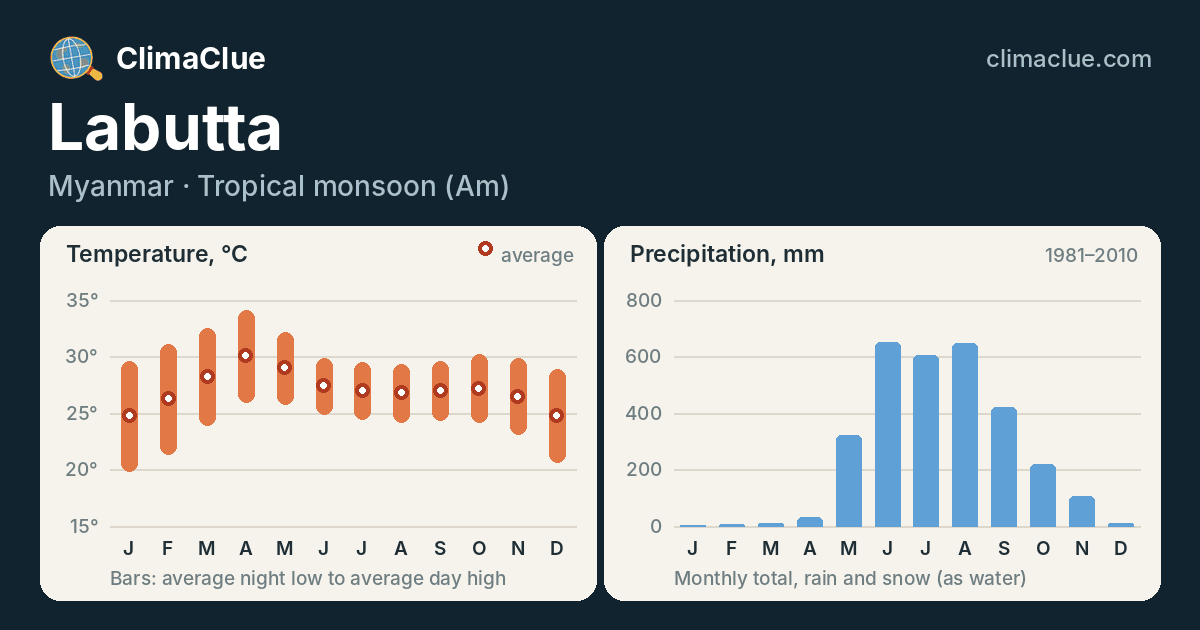 ClimaClue
climaclue.com
Labutta
Myanmar · Tropical monsoon (Am)
Temperature, °C
average
35°
30°
25°
20°
15°
J F M A M J J A S O N D
Bars: average night low to average day high
Precipitation, mm
1981–2010
800
600
400
200
0
J F M A M J J A S O N D
Monthly total, rain and snow (as water)